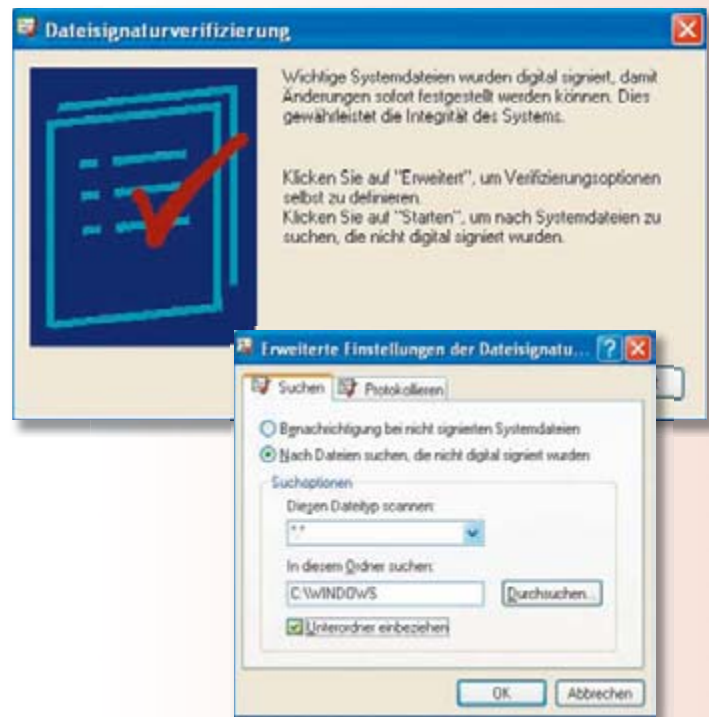 Dateisignaturverifizierung
Wichtige Systemdateien wurden digital signiert, damit
Änderungen sofort festgestellt werden können. Dies
gewährleistet die Integrität des Systems.
Klicken Sie auf "Erweitert", um Verifizierungsoptionen
selbst zu definieren.
Klicken Sie auf "Starten", um nach Systemdateien zu
suchen, die nicht digital signiert wurden.
Erweiterte Einstellungen der Dateisignatu...
Suchen Protokollieren
Benachrichtigung bei nicht signierten Systemdateien
Nach Dateien suchen, die nicht digital signiert wurden
Suchoptionen
Diesen Dateityp scannen:
*.*
In diesem Ordner suchen:
C:\WINDOWS Durchsuchen...
Unterordner einbeziehen
OK Abbrechen